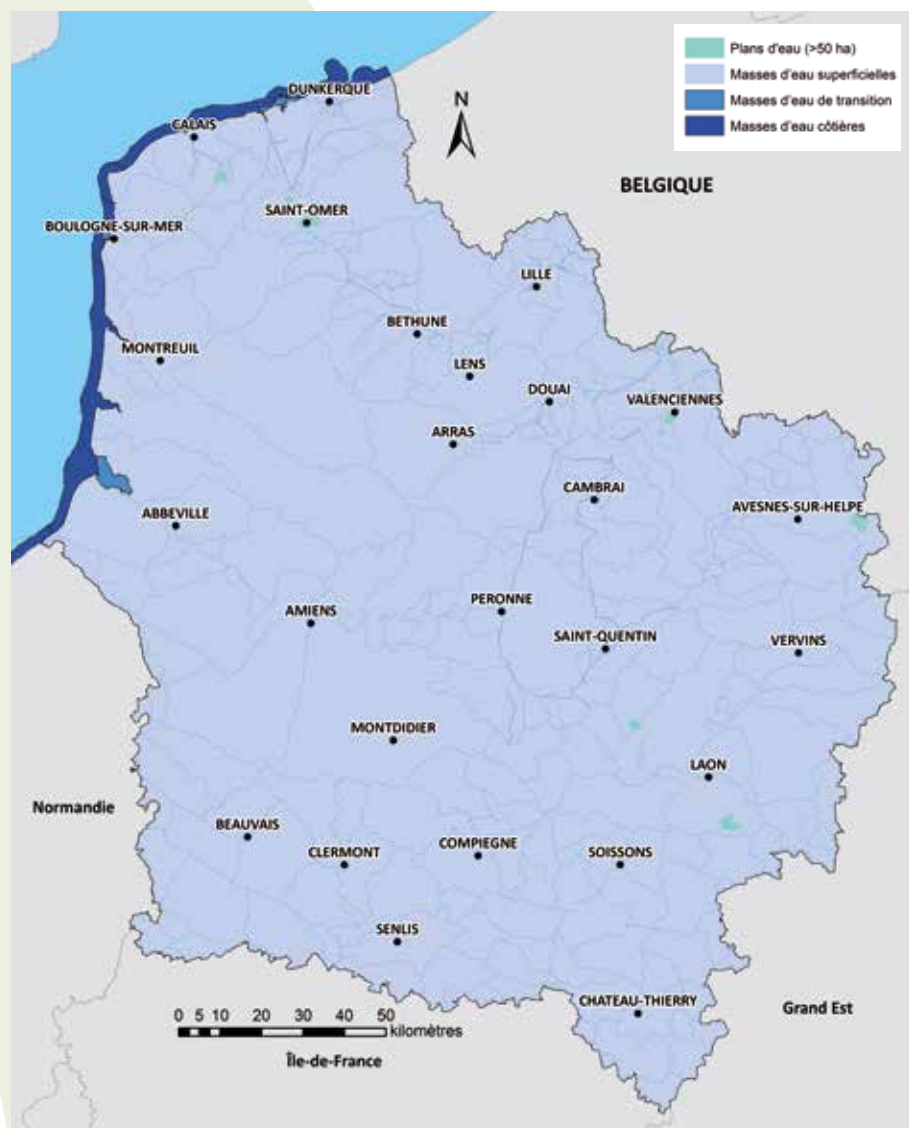 Plans d'eau (>50 ha)
Masses d'eau superficielles
Masses d'eau de transition
Masses d'eau côtières
N
DUNKERQUE
CALAIS
BELGIQUE
SAINT-OMER
BOULOGNE-SUR-MER
LILLE
BETHUNE
MONTREUIL
LENS
DOUAI
VALENCIENNES
ARRAS
CAMBRAI
AVESNES-SUR-HELPE
ABBEVILLE
AMIENS
PERONNE
SAINT-QUENTIN
VERVINS
MONTDIDIER
LAON
Normandie
BEAUVAIS
CLERMONT
COMPIEGNE
SOISSONS
SENLIS
CHATEAU-THIERRY
Grand Est
0 5 10 20 30 40 50
kilomètres
Île-de-France